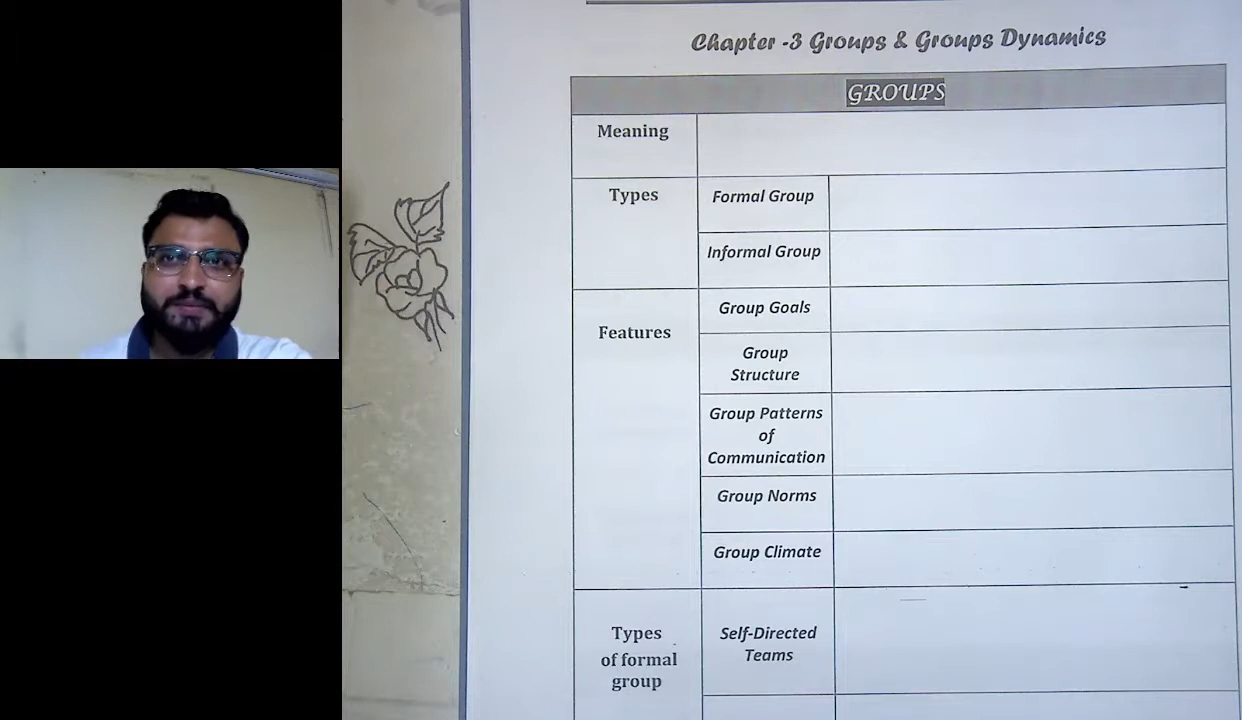 Chapter -3 Groups & Groups Dynamics
GROUPS
Meaning
Types
Formal Group
Informal Group
Features
Group Goals
Group
Structure
Group Patterns
of
Communication
Group Norms
Group Climate
Types
of formal
group
Self-Directed
Teams